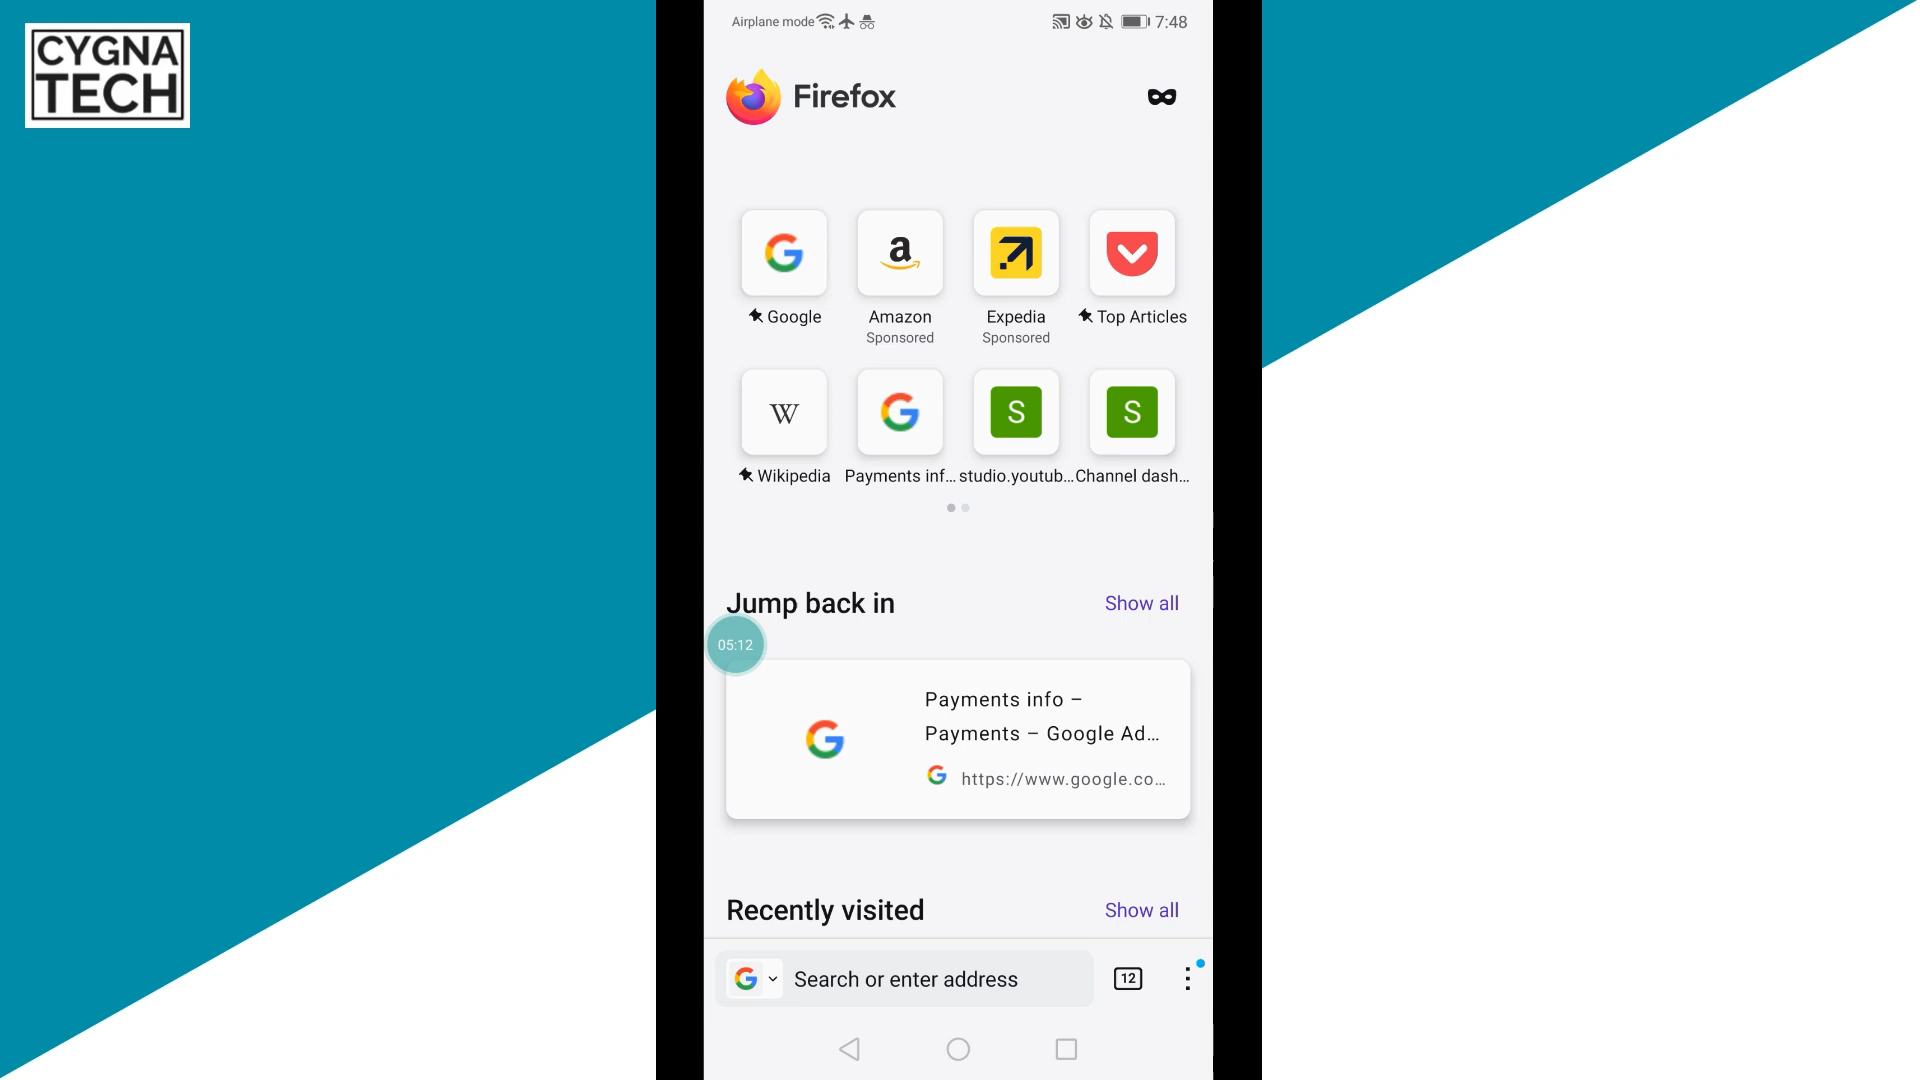 CYGNA
TECH
Airplane mode
7:48
Firefox
Google
Amazon
Sponsored
Expedia
Sponsored
Top Articles
W
Wikipedia
Payments inf...
S
studio.youtub...
S
Channel dash...
Jump back in
Show all
05:12
Payments info –
Payments – Google Ad...
https://www.google.co...
Recently visited
Show all
Search or enter address
12